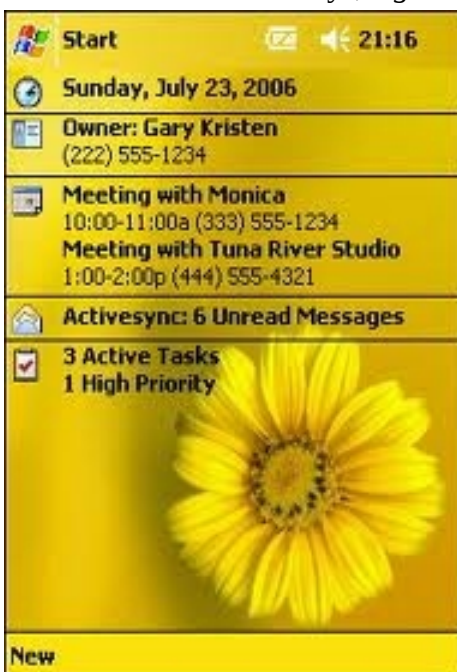 Start 21:16
Sunday, July 23, 2006
Owner: Gary Kristen
(222) 555-1234
Meeting with Monica
10:00-11:00a (333) 555-1234
Meeting with Tuna River Studio
1:00-2:00p (444) 555-4321
Activesync: 6 Unread Messages
3 Active Tasks
1 High Priority
New